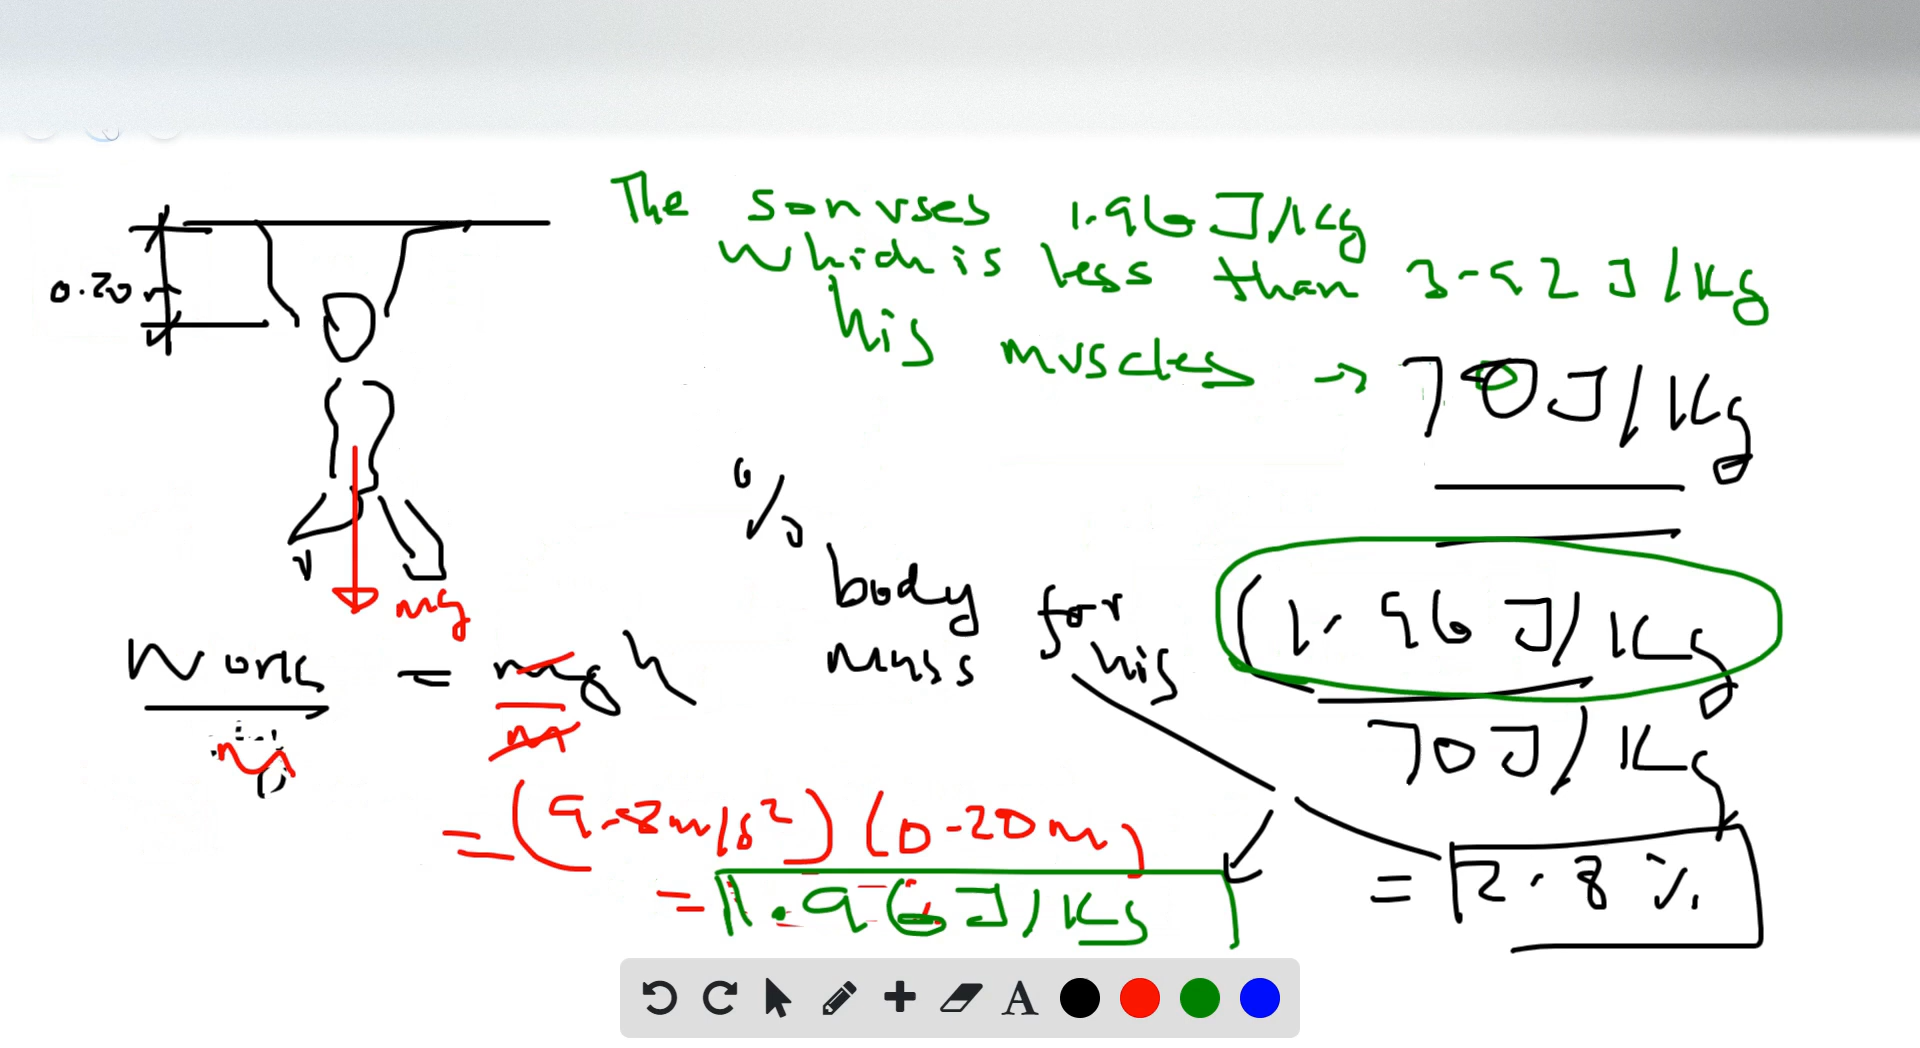 The son uses 1.96 J/Kg
which is less than 3.92 J/Kg
his muscles → 70 J/Kg
0.20 m
mg
%
body for
mass his
1.96 J/Kg
70 J/Kg
= 2.8 %
Work = mgh
m m
= (9.8 m/s²) (0.20 m)
= 1.96 J/Kg
A